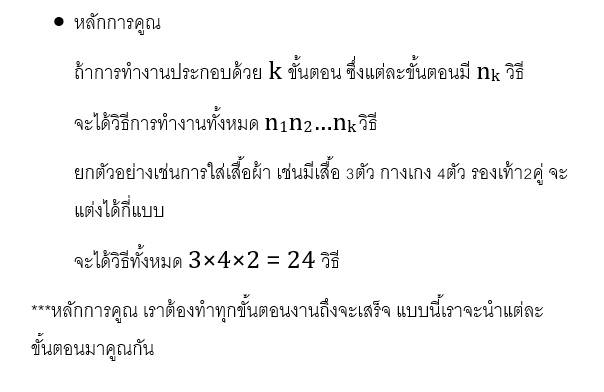 • หลักการคูณ
ถ้าการทำงานประกอบด้วย k ขั้นตอน ซึ่งแต่ละขั้นตอนมี nₖ วิธี
จะได้วิธีการทำงานทั้งหมด n₁n₂…nₖวิธี
ยกตัวอย่างเช่นการใส่เสื้อผ้า เช่นมีเสื้อ 3ตัว กางเกง 4ตัว รองเท้า2คู่ จะ
แต่งได้กี่แบบ
จะได้วิธีทั้งหมด 3×4×2 = 24 วิธี
***หลักการคูณ เราต้องทำทุกขั้นตอนงานถึงจะเสร็จ แบบนี้เราจะนำแต่ละ
ขั้นตอนมาคูณกัน